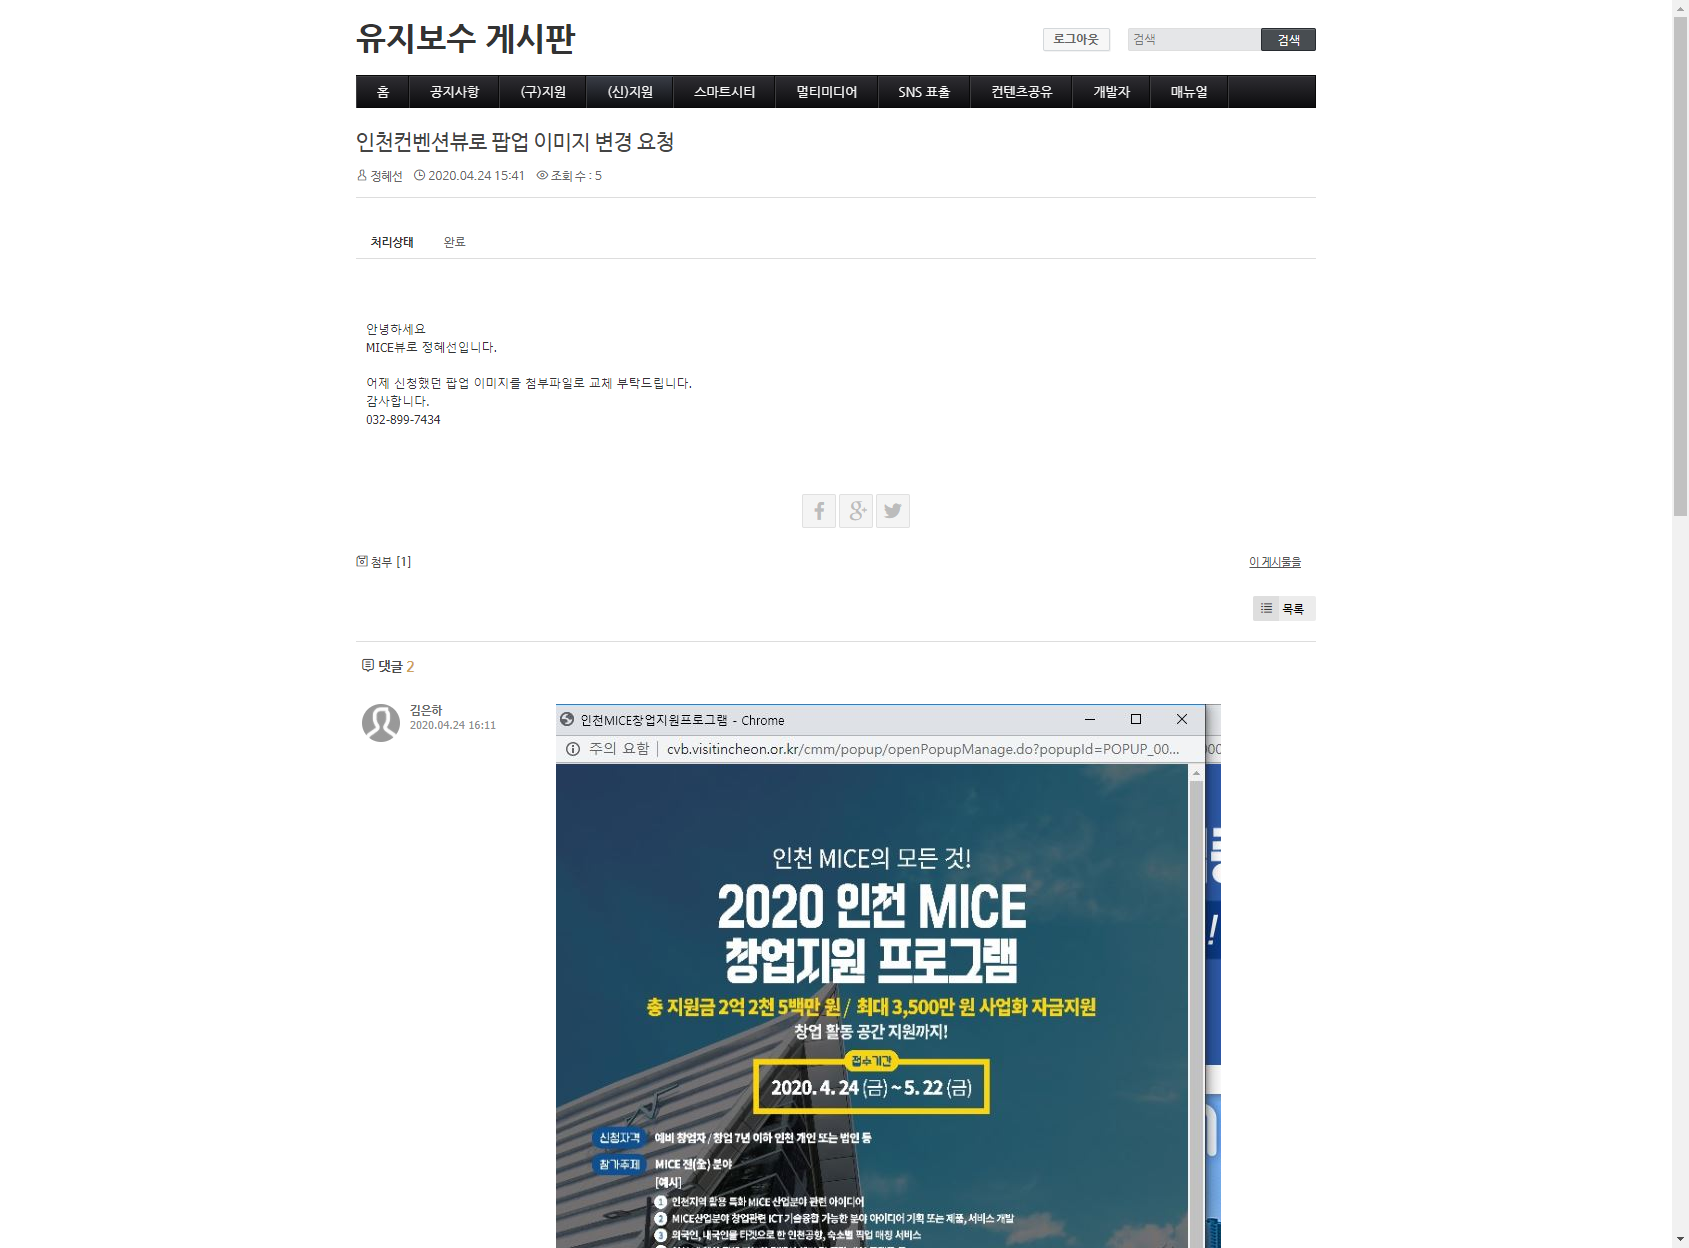 유지보수 게시판
로그아웃
검색
검색
홈
공지사항
(구)지원
(신)지원
스마트시티
멀티미디어
SNS 표출
컨텐츠공유
개발자
매뉴얼
인천컨벤션뷰로 팝업 이미지 변경 요청
정혜선 2020.04.24 15:41 조회 수 : 5
처리상태 완료
안녕하세요
MICE뷰로 정혜선입니다.
어제 신청했던 팝업 이미지를 첨부파일로 교체 부탁드립니다.
감사합니다.
032-899-7434
첨부 [1]
이 게시물을
목록
댓글 2
김은하
2020.04.24 16:11
인천MICE창업지원프로그램 - Chrome
주의 요함 | cvb.visitincheon.or.kr/cmm/popup/openPopupManage.do?popupId=POPUP_00...
인천 MICE의 모든 것!
2020 인천 MICE
창업지원 프로그램
총 지원금 2억 2천 5백만 원 / 최대 3,500만 원 사업화 자금지원
창업 활동 공간 지원까지!
접수기간
2020. 4. 24 (금) ~ 5. 22 (금)
신청자격 예비 창업자 / 창업 7년 이하 인천 개인 또는 법인 등
참가주제 MICE 전(全) 분야
[예시]
1 인천지역 활용 특화 MICE 산업분야 관련 아이디어
2 MICE산업분야 창업관련 ICT 기술융합 가능한 분야 아이디어 기획 또는 제품, 서비스 개발
3 외국인, 내국인을 타겟으로 한 인천공항, 숙소별 픽업 매칭 서비스